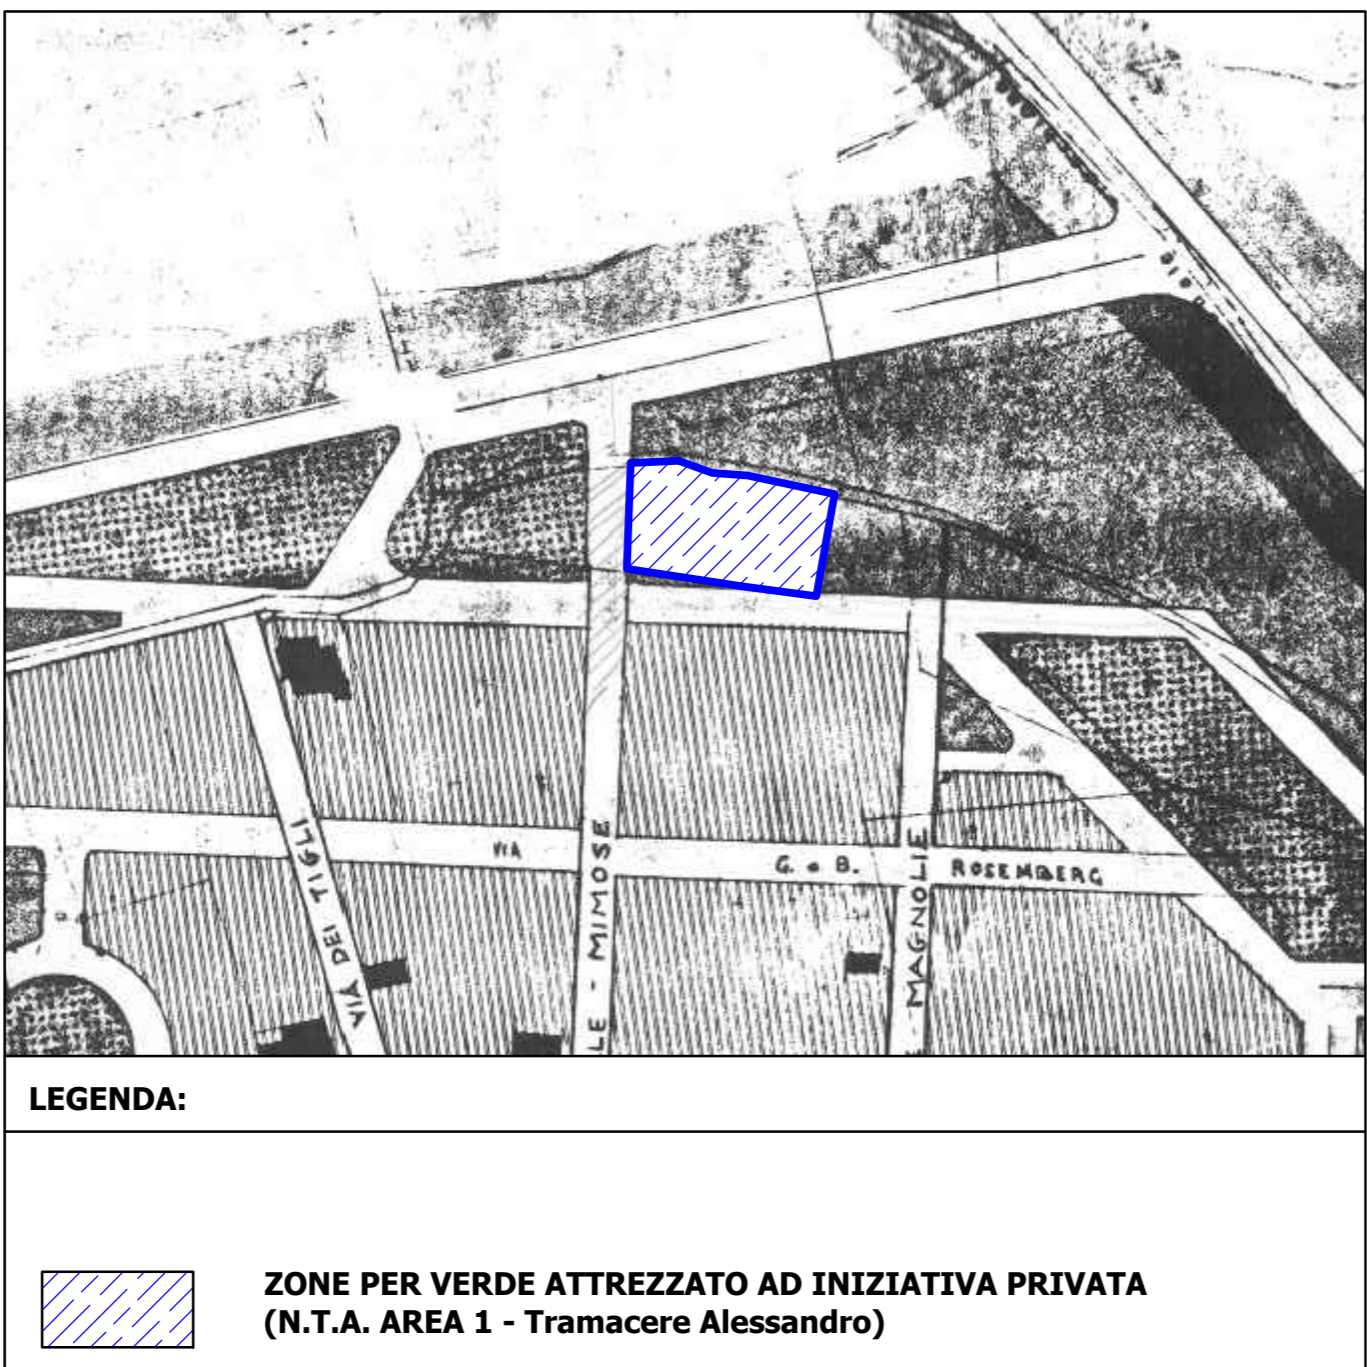 VIA DEI TIGLI
VIA
LE - MIMOSE
G. e B.
MAGNOLIE
ROSEMBERG
LEGENDA:
ZONE PER VERDE ATTREZZATO AD INIZIATIVA PRIVATA
(N.T.A. AREA 1 - Tramacere Alessandro)